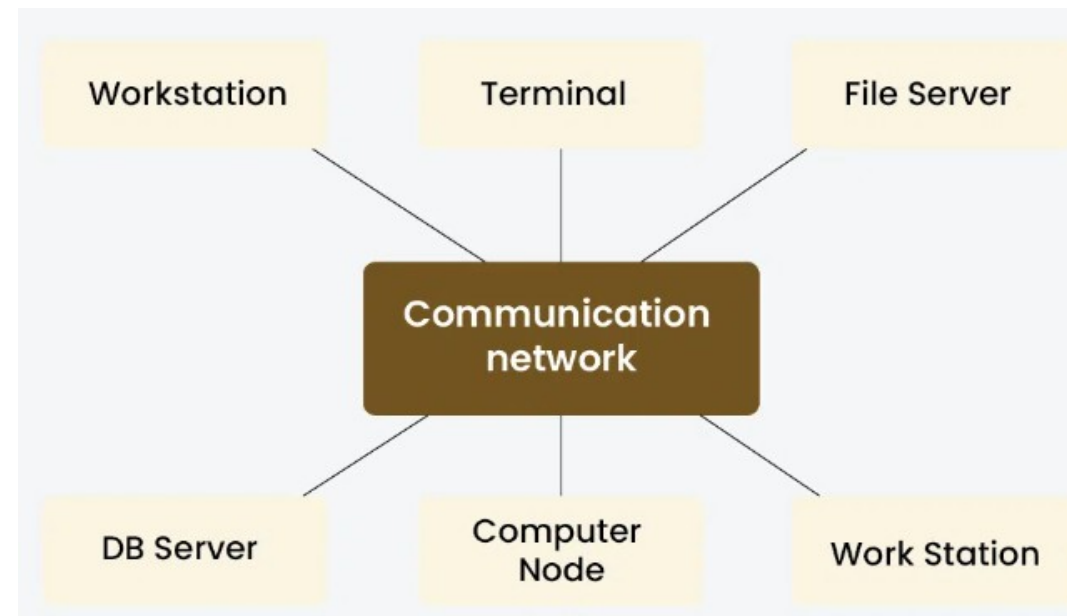 Workstation
Terminal
File Server
Communication
network
DB Server
Computer
Node
Work Station